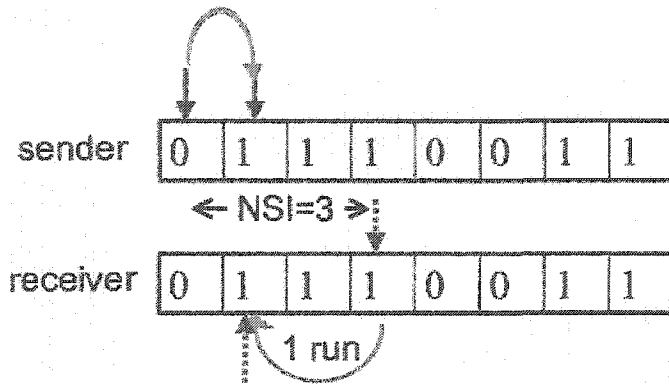 sender 0 1 1 1 0 0 1 1
NSI=3
receiver 0 1 1 1 0 0 1 1
1 run